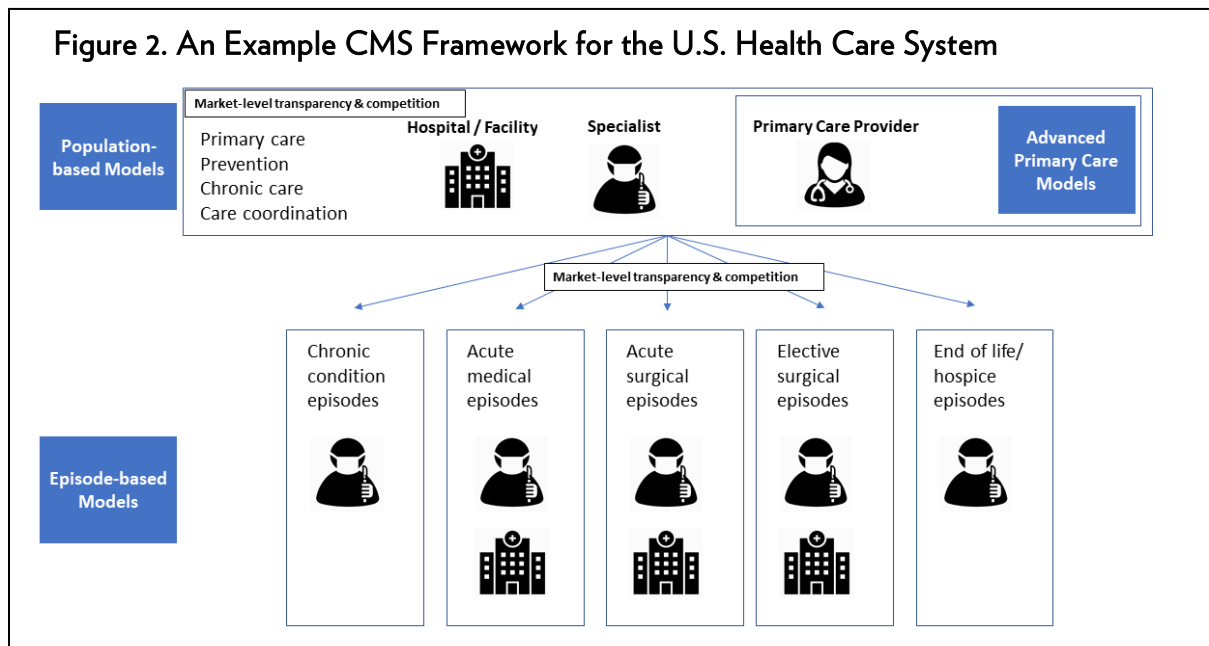 Figure 2. An Example CMS Framework for the U.S. Health Care System
Population-
based Models
Market-level transparency & competition
Primary care
Prevention
Chronic care
Care coordination
Hospital / Facility
Specialist
Primary Care Provider
Advanced
Primary Care
Models
Market-level transparency & competition
Episode-based
Models
Chronic
condition
episodes
Acute
medical
episodes
Acute
surgical
episodes
Elective
surgical
episodes
End of life/
hospice
episodes